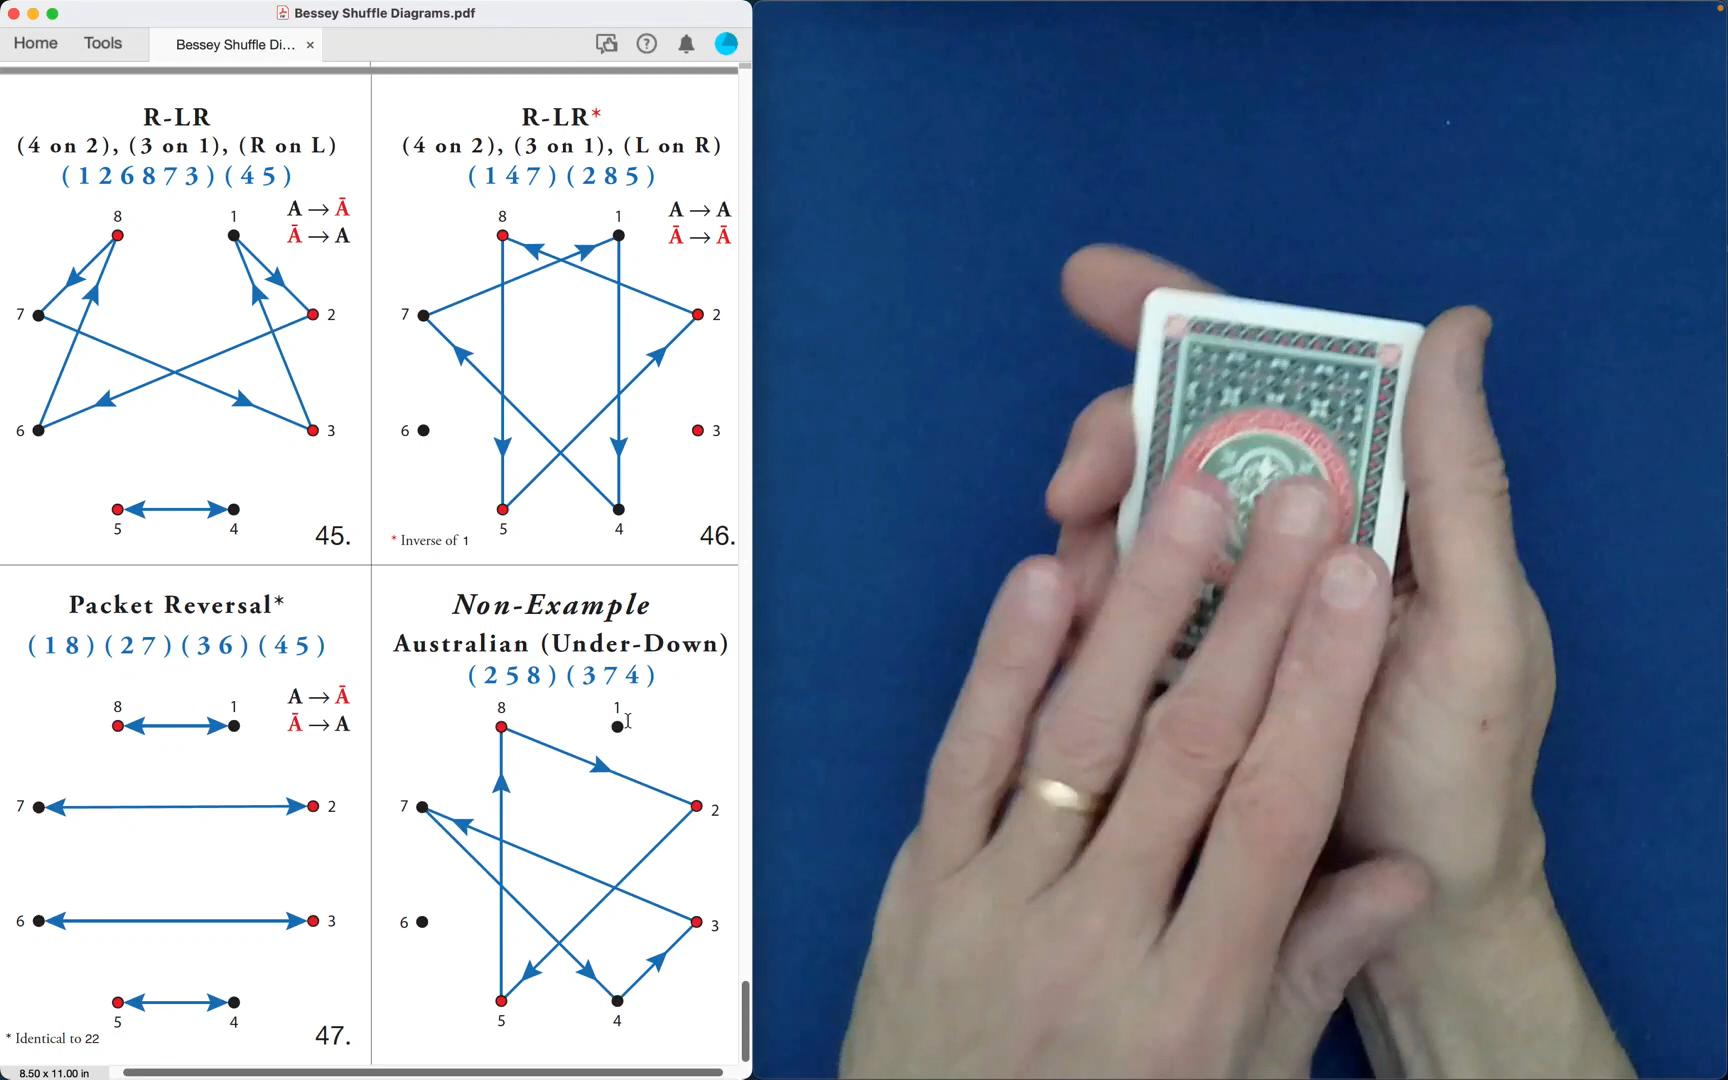 Bessey Shuffle Diagrams.pdf
Home Tools Bessey Shuffle Di... ×
R-LR
(4 on 2), (3 on 1), (R on L)
(126873)(45)
A → Ā
Ā → A
8 1
7 2
6 3
5 4
45.
R-LR*
(4 on 2), (3 on 1), (L on R)
(147)(285)
A → A
Ā → Ā
8 1
7 2
6 3
5 4
* Inverse of 1
46.
Packet Reversal*
(18)(27)(36)(45)
A → Ā
Ā → A
8 1
7 2
6 3
5 4
* Identical to 22
47.
Non-Example
Australian (Under-Down)
(258)(374)
8 1
7 2
6 3
5 4
8.50 x 11.00 in